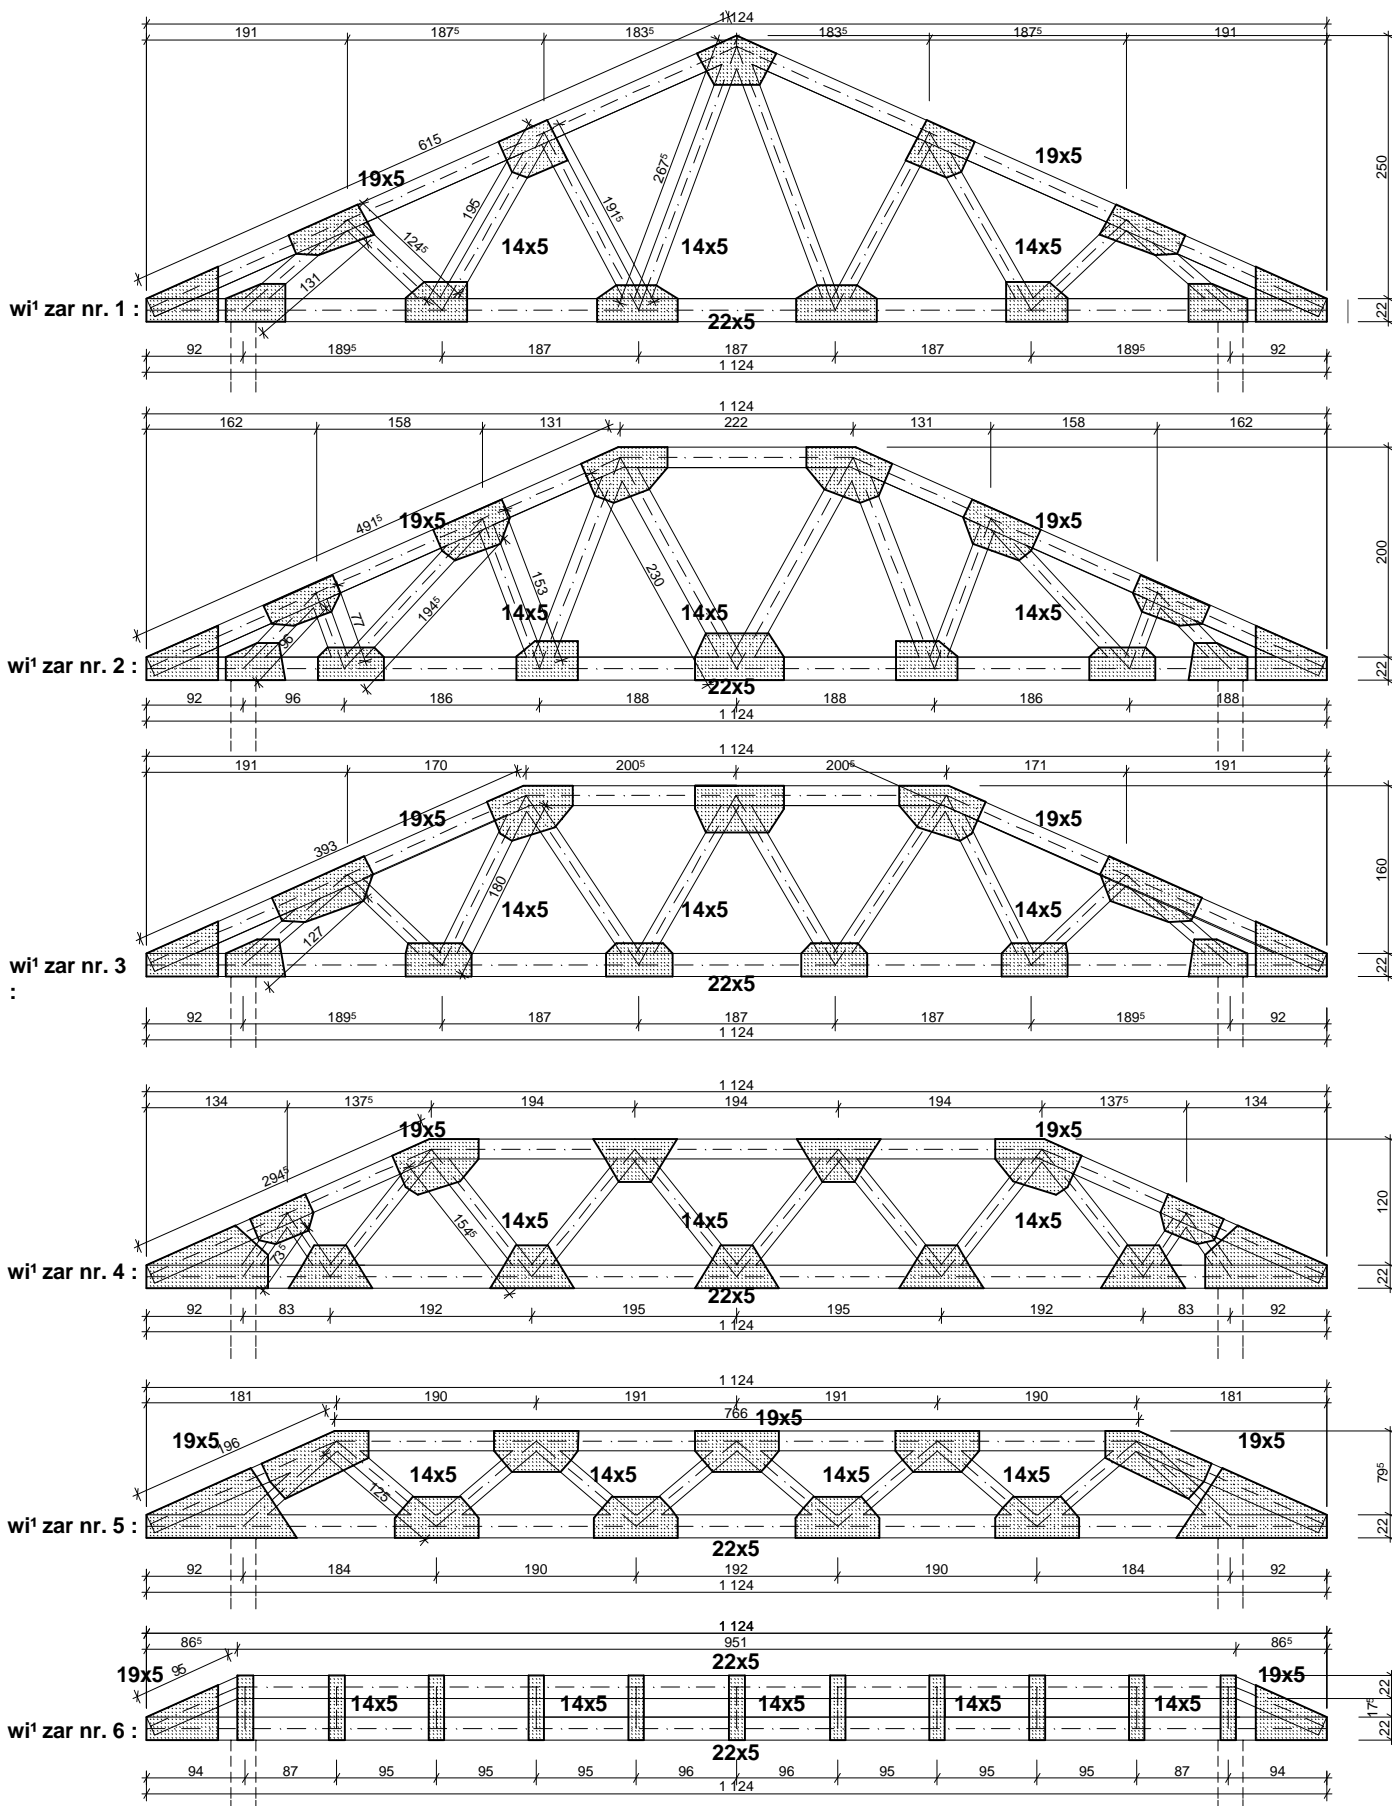 1 124
191 187⁵ 183⁵ 183⁵ 187⁵ 191
615
19x5 19x5
250
195 191⁵ 267⁵
124⁵ 131
14x5 14x5 14x5
wi¹ zar nr. 1 :
22x5
22
92 189⁵ 187 187 187 189⁵ 92
1 124
1 124
162 158 131 222 131 158 162
491⁵
19x5 19x5
200
153 230
77 194⁵
96
14x5 14x5 14x5
wi¹ zar nr. 2 :
22x5
22
92 96 186 188 188 186 188
1 124
1 124
191 170 200⁵ 200⁵ 171 191
393
19x5 19x5
160
180
127
14x5 14x5 14x5
wi¹ zar nr. 3
:
22x5
22
92 189⁵ 187 187 187 189⁵ 92
1 124
1 124
134 137⁵ 194 194 194 137⁵ 134
294⁵
19x5 19x5
120
154⁵
73⁵
14x5 14x5 14x5
wi¹ zar nr. 4 :
22x5
22
92 83 192 195 195 192 83 92
1 124
1 124
181 190 191 191 190 181
766
19x5
19x5 196 19x5
79⁵
125
14x5 14x5 14x5 14x5
wi¹ zar nr. 5 :
22x5
22
92 184 190 192 190 184 92
1 124
1 124
86⁵ 951 86⁵
19x5 95 22x5 19x5
22
17⁵
14x5 14x5 14x5 14x5 14x5
wi¹ zar nr. 6 :
22x5
22
94 87 95 95 95 96 96 95 95 95 87 94
1 124